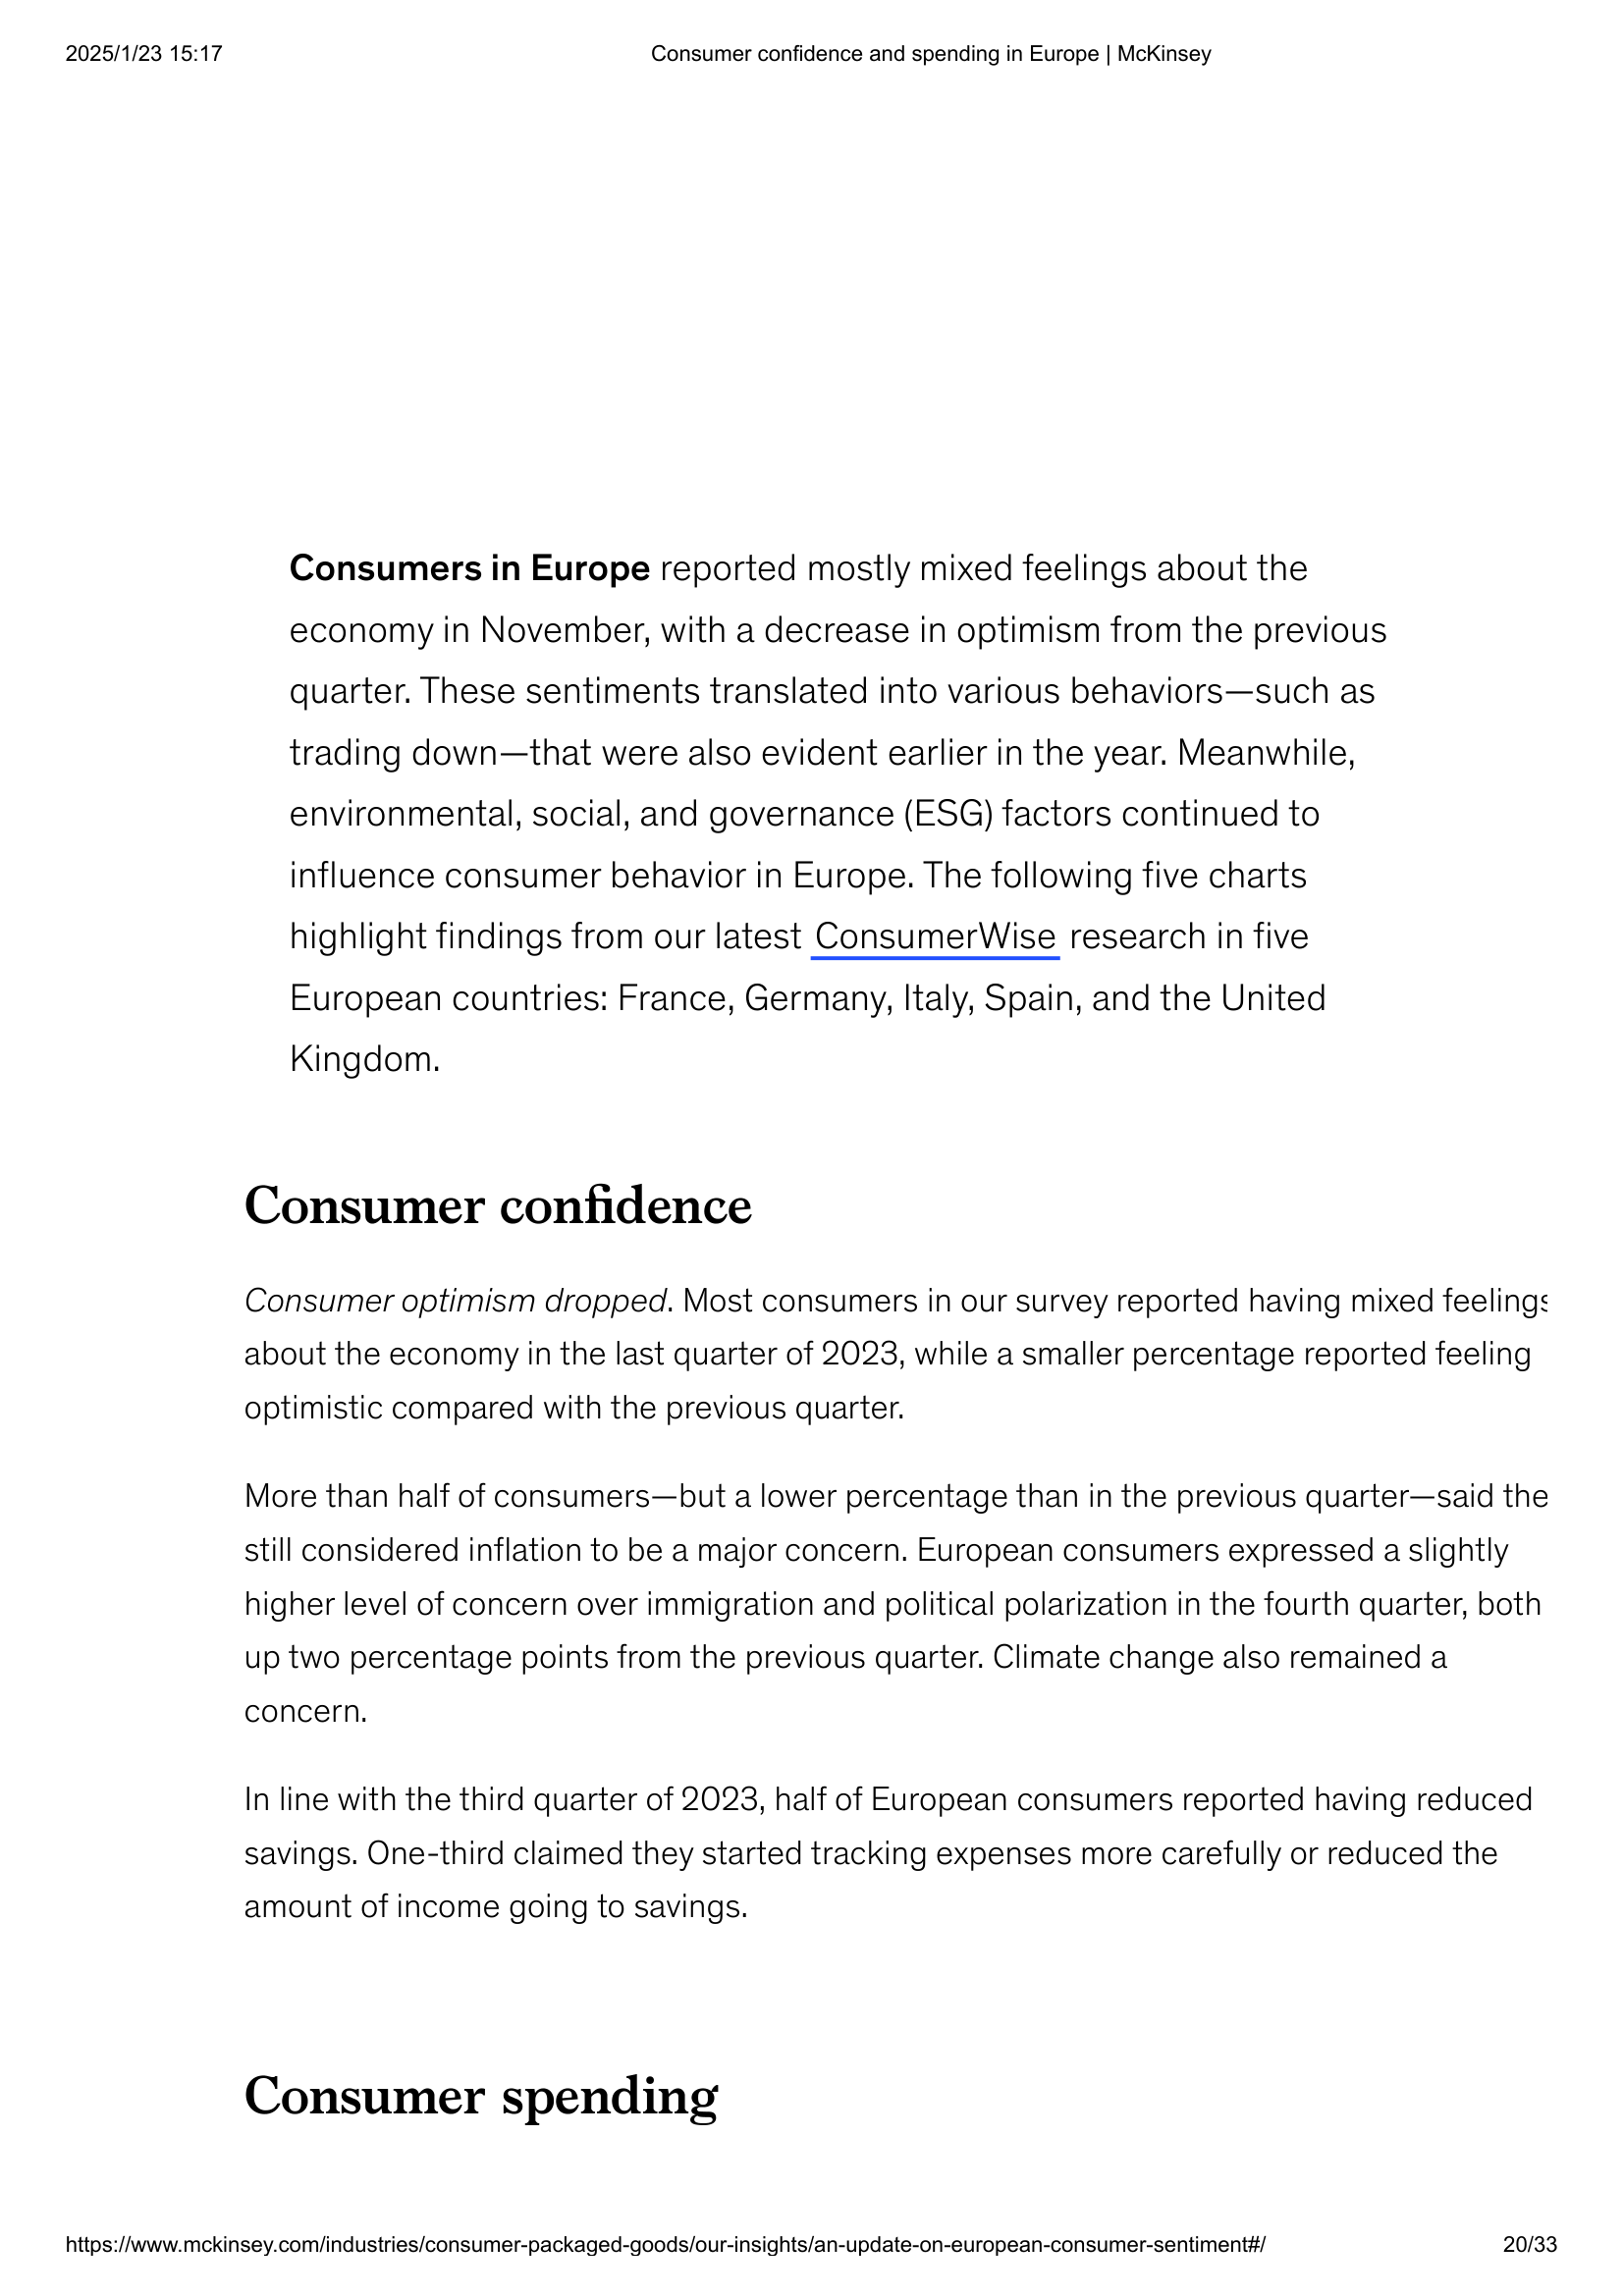 2025/1/23 15:17
Consumer confidence and spending in Europe | McKinsey
Consumers in Europe reported mostly mixed feelings about the
economy in November, with a decrease in optimism from the previous
quarter. These sentiments translated into various behaviors—such as
trading down—that were also evident earlier in the year. Meanwhile,
environmental, social, and governance (ESG) factors continued to
influence consumer behavior in Europe. The following five charts
highlight findings from our latest ConsumerWise research in five
European countries: France, Germany, Italy, Spain, and the United
Kingdom.
Consumer confidence
Consumer optimism dropped. Most consumers in our survey reported having mixed feelings
about the economy in the last quarter of 2023, while a smaller percentage reported feeling
optimistic compared with the previous quarter.
More than half of consumers—but a lower percentage than in the previous quarter—said the
still considered inflation to be a major concern. European consumers expressed a slightly
higher level of concern over immigration and political polarization in the fourth quarter, both
up two percentage points from the previous quarter. Climate change also remained a
concern.
In line with the third quarter of 2023, half of European consumers reported having reduced
savings. One-third claimed they started tracking expenses more carefully or reduced the
amount of income going to savings.
Consumer spending
https://www.mckinsey.com/industries/consumer-packaged-goods/our-insights/an-update-on-european-consumer-sentiment#/
20/33